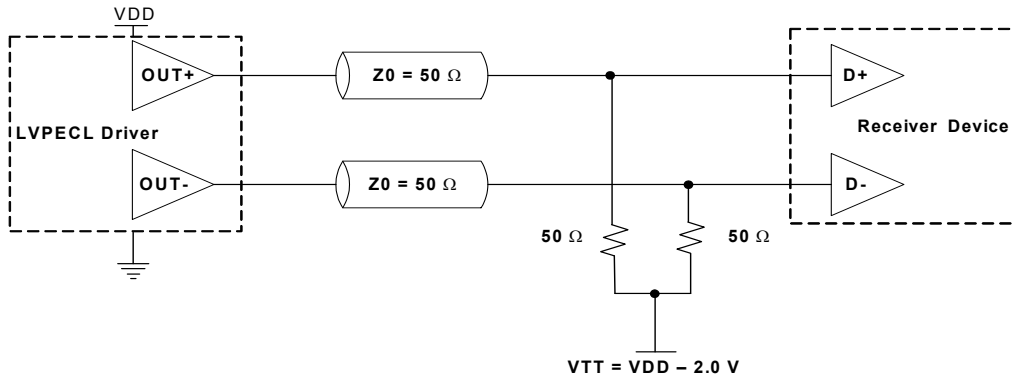 VDD
OUT+
Z0 = 50 Ω
D+
LVPECL Driver
Receiver Device
OUT-
Z0 = 50 Ω
D-
50 Ω
50 Ω
VTT = VDD – 2.0 V